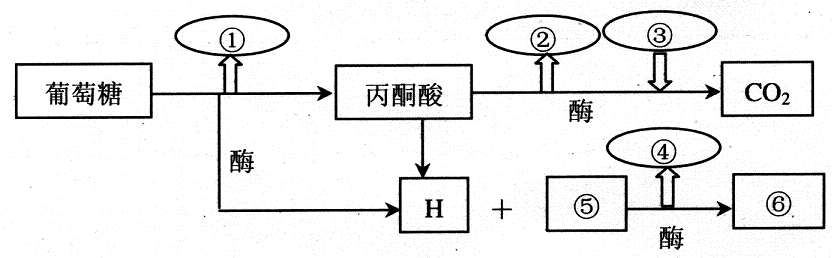 ① ② ③
葡萄糖 丙酮酸 CO₂
酶
酶 ④
H + ⑤ ⑥
酶